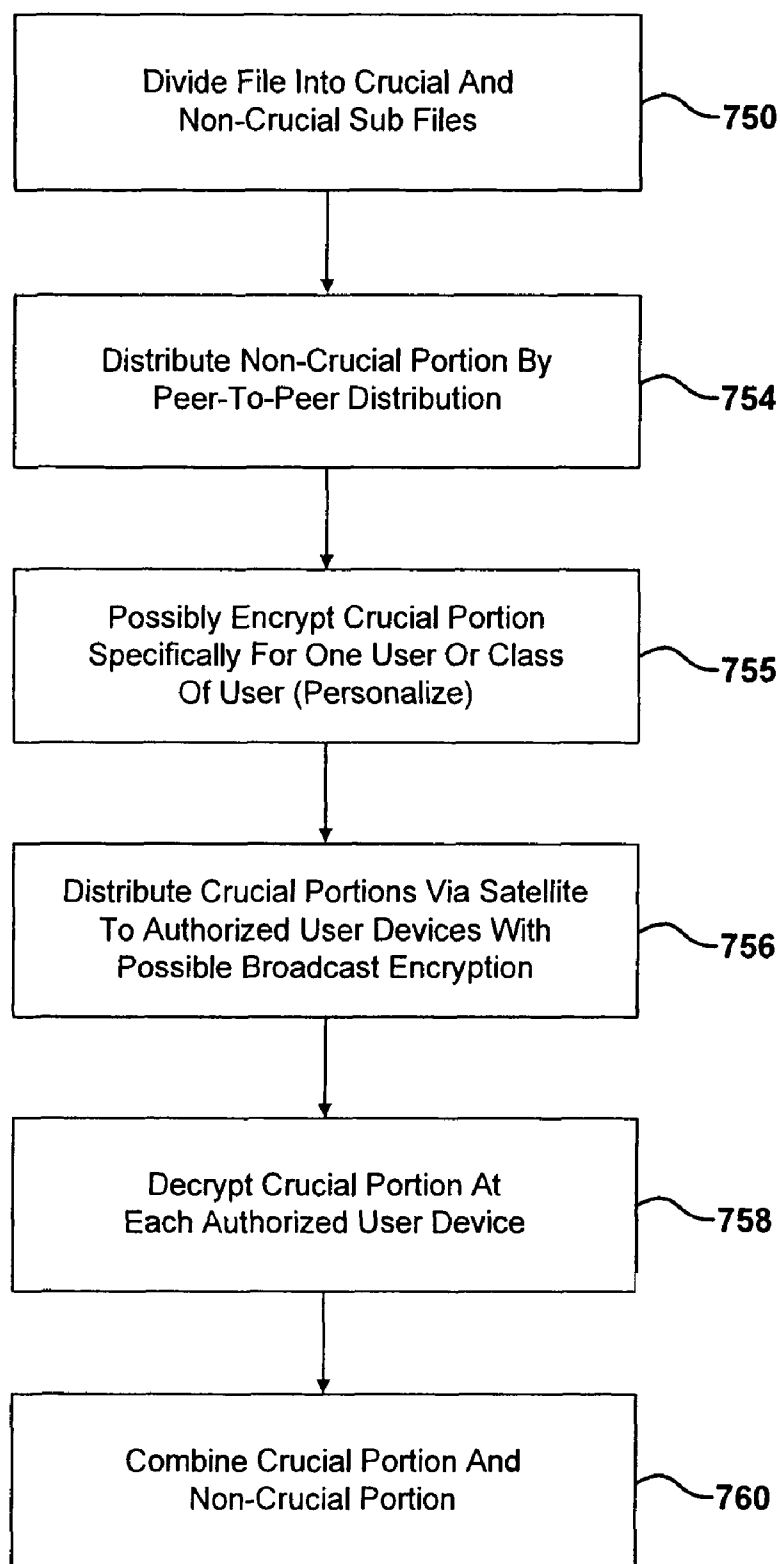 Divide File Into Crucial And
Non-Crucial Sub Files
750
Distribute Non-Crucial Portion By
Peer-To-Peer Distribution
754
Possibly Encrypt Crucial Portion
Specifically For One User Or Class
Of User (Personalize)
755
Distribute Crucial Portions Via Satellite
To Authorized User Devices With
Possible Broadcast Encryption
756
Decrypt Crucial Portion At
Each Authorized User Device
758
Combine Crucial Portion And
Non-Crucial Portion
760